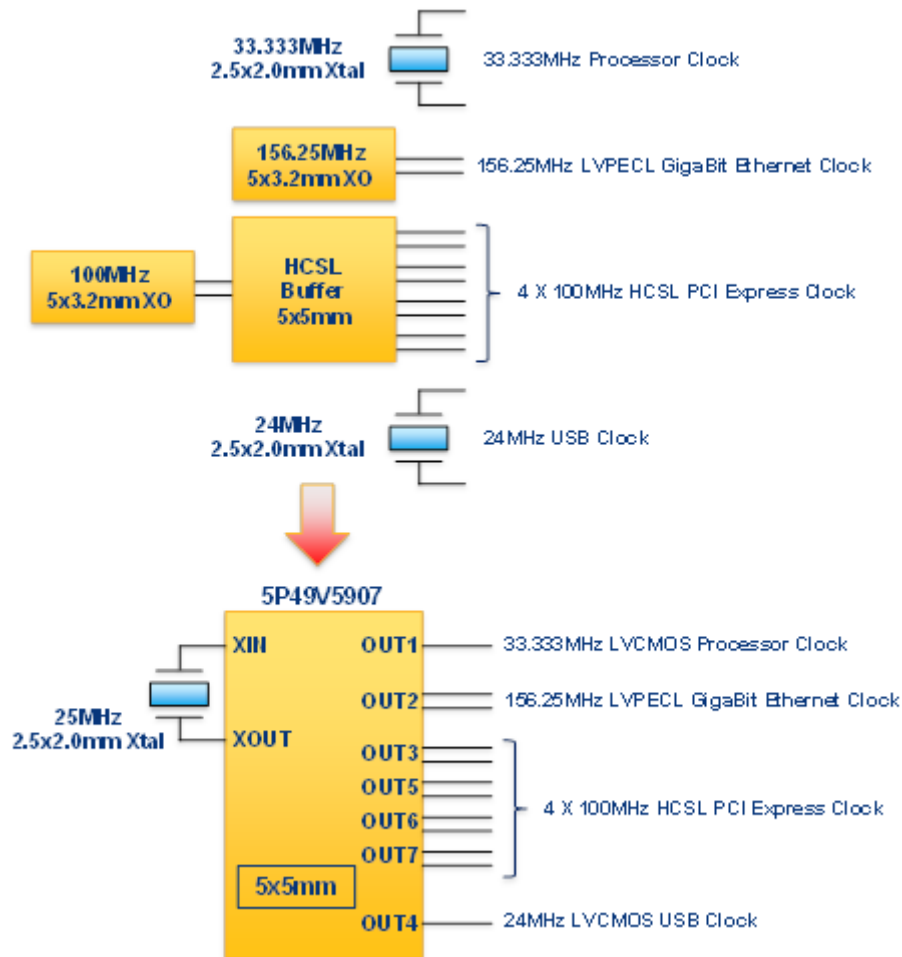 33.333MHz
2.5x2.0mm Xtal
33.333MHz Processor Clock
156.25MHz
5x3.2mm XO
156.25MHz LVPECL GigaBit Ethernet Clock
100MHz
5x3.2mm XO
HCSL
Buffer
5x5mm
4 X 100MHz HCSL PCI Express Clock
24MHz
2.5x2.0mm Xtal
24MHz USB Clock
5P49V5907
XIN
OUT1
33.333MHz LVCMOS Processor Clock
OUT2
156.25MHz LVPECL GigaBit Ethernet Clock
25MHz
2.5x2.0mm Xtal
XOUT
OUT3
OUT5
OUT6
OUT7
4 X 100MHz HCSL PCI Express Clock
5x5mm
OUT4
24MHz LVCMOS USB Clock